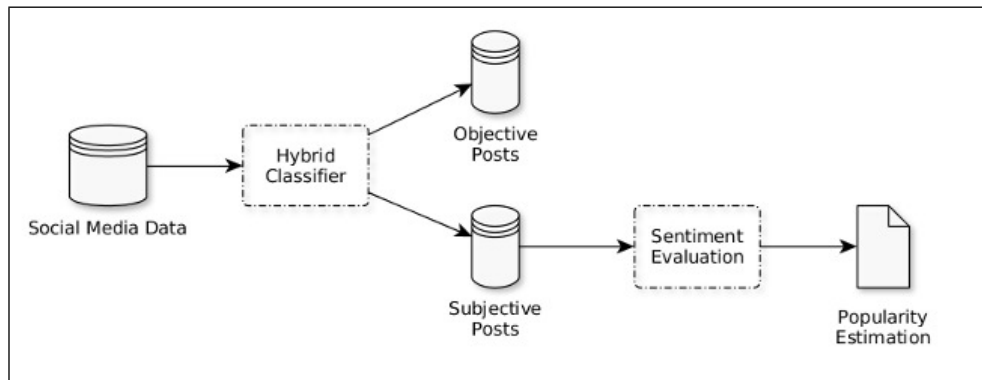 Objective
Posts
Hybrid
Classifier
Social Media Data
Sentiment
Evaluation
Subjective
Posts
Popularity
Estimation